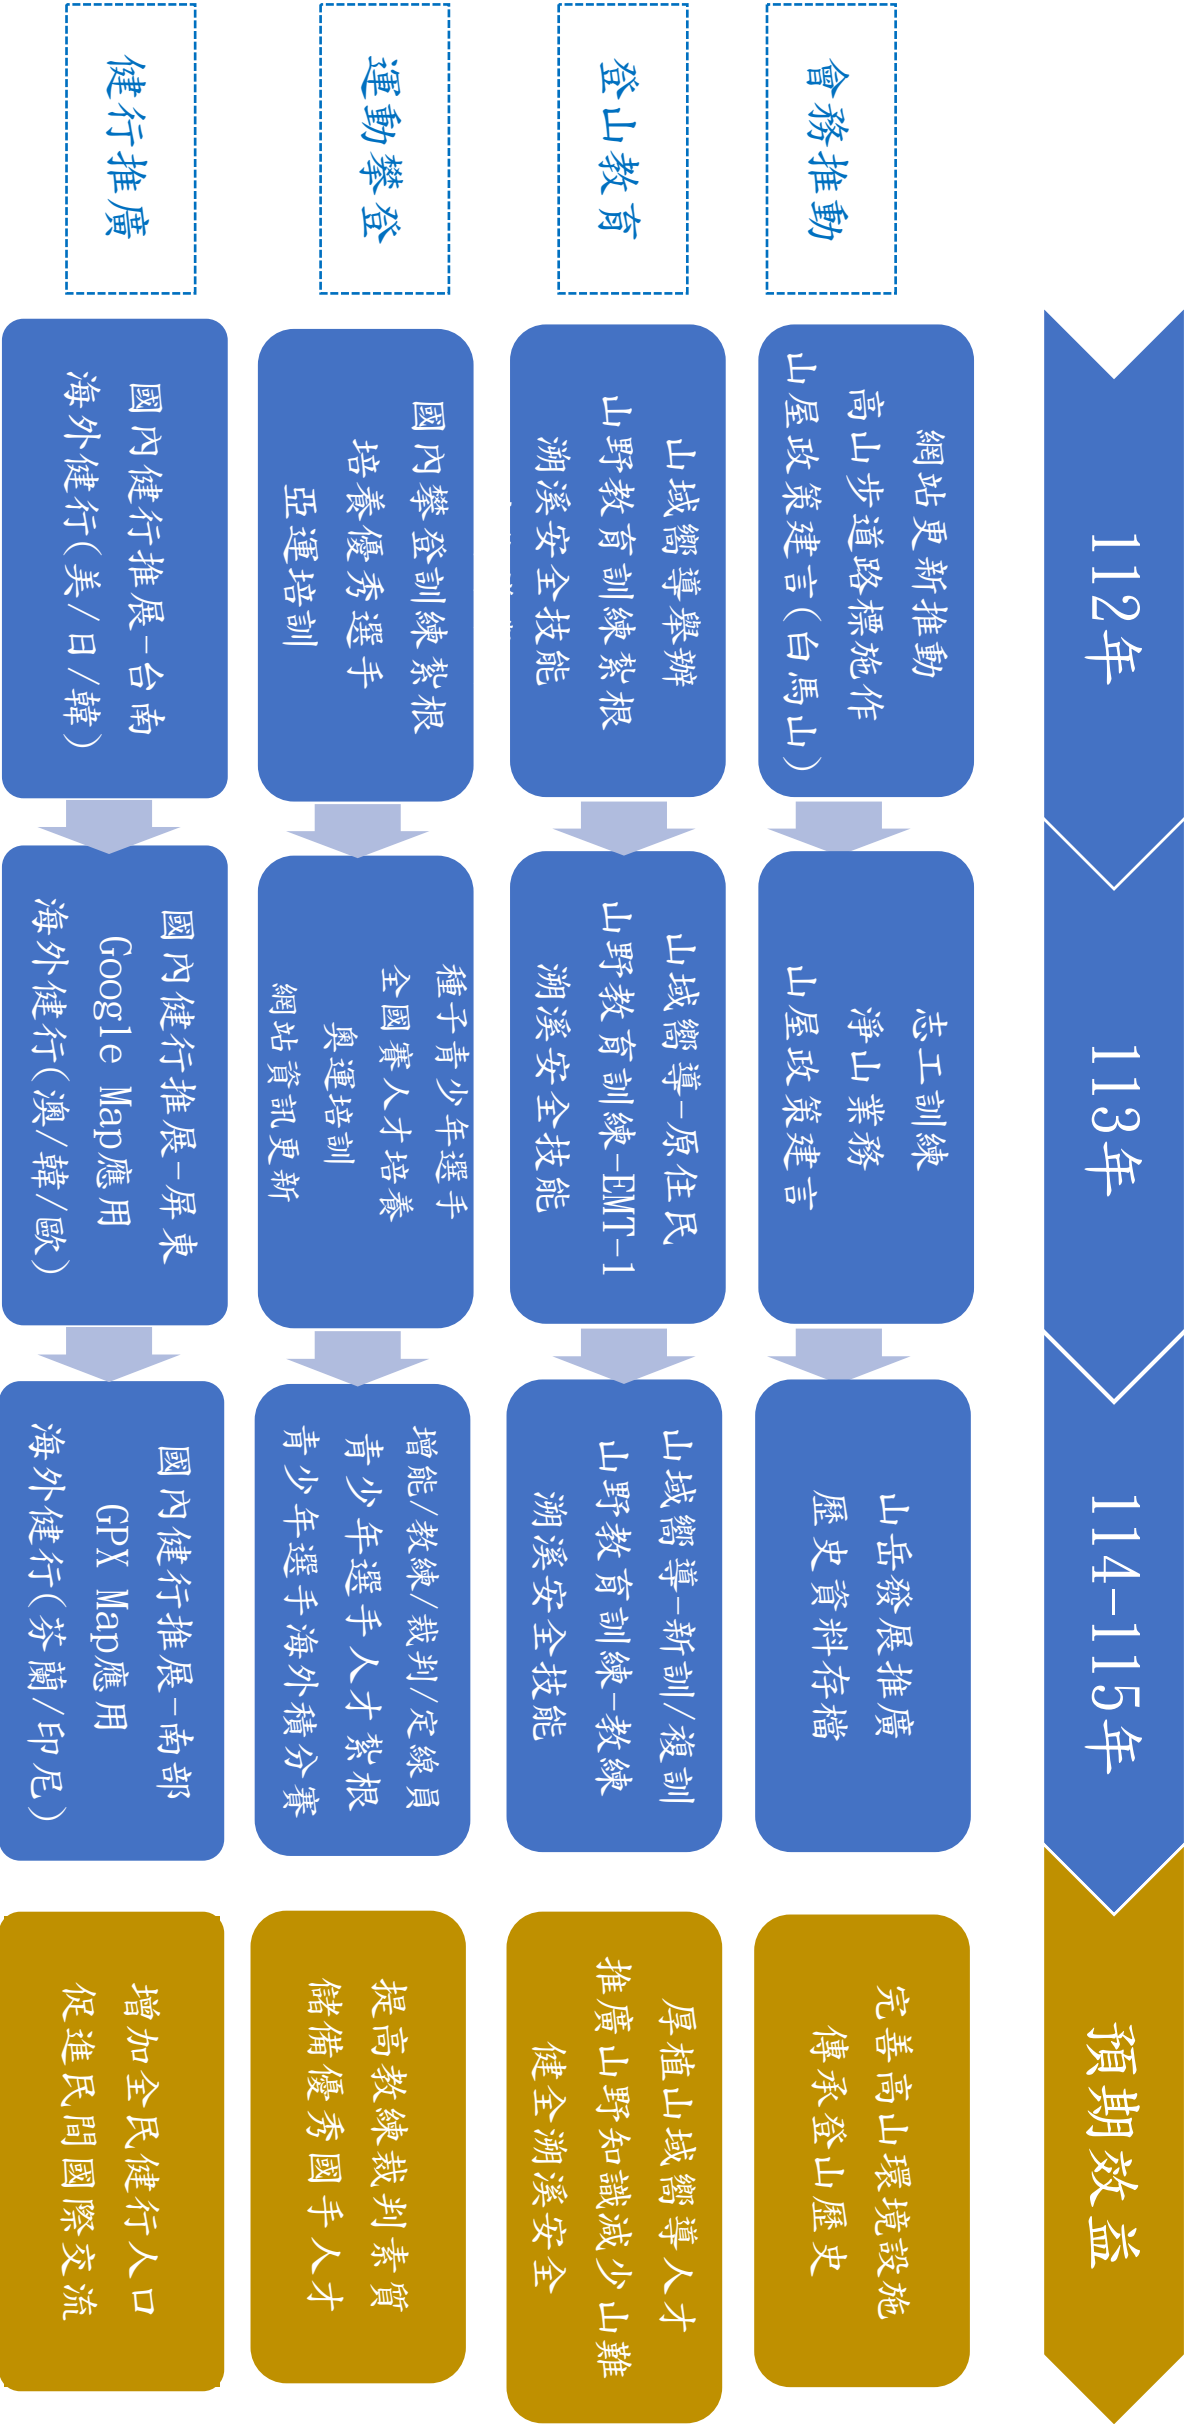 112年
113年
114-115年
預期效益
會務推動
網站更新推動
高山步道路標施作
山屋政策建言(白馬山)
志工訓練
淨山業務
山屋政策建言
山岳發展推廣
歷史資料存檔
完善高山環境設施
傳承登山歷史
登山教育
山域嚮導舉辦
山野教育訓練紮根
溯溪安全技能
山域嚮導-原住民
山野教育訓練-EMT-1
溯溪安全技能
山域嚮導-新訓/複訓
山野教育訓練-教練
溯溪安全技能
厚植山域嚮導人才
推廣山野知識減少山難
健全溯溪安全
運動攀登
國內攀登訓練紮根
培養優秀選手
亞運培訓
種子青少年選手
全國賽人才培養
奧運培訓
網站資訊更新
增能/教練/裁判/定線員
青少年選手人才紮根
青少年選手海外積分賽
提高教練裁判素質
儲備優秀國手人才
健行推廣
國內健行推展-台南
海外健行(美/日/韓)
國內健行推展-屏東
Google Map應用
海外健行(澳/韓/歐)
國內健行推展-南部
GPX Map應用
海外健行(芬蘭/印尼)
增加全民健行人口
促進民間國際交流